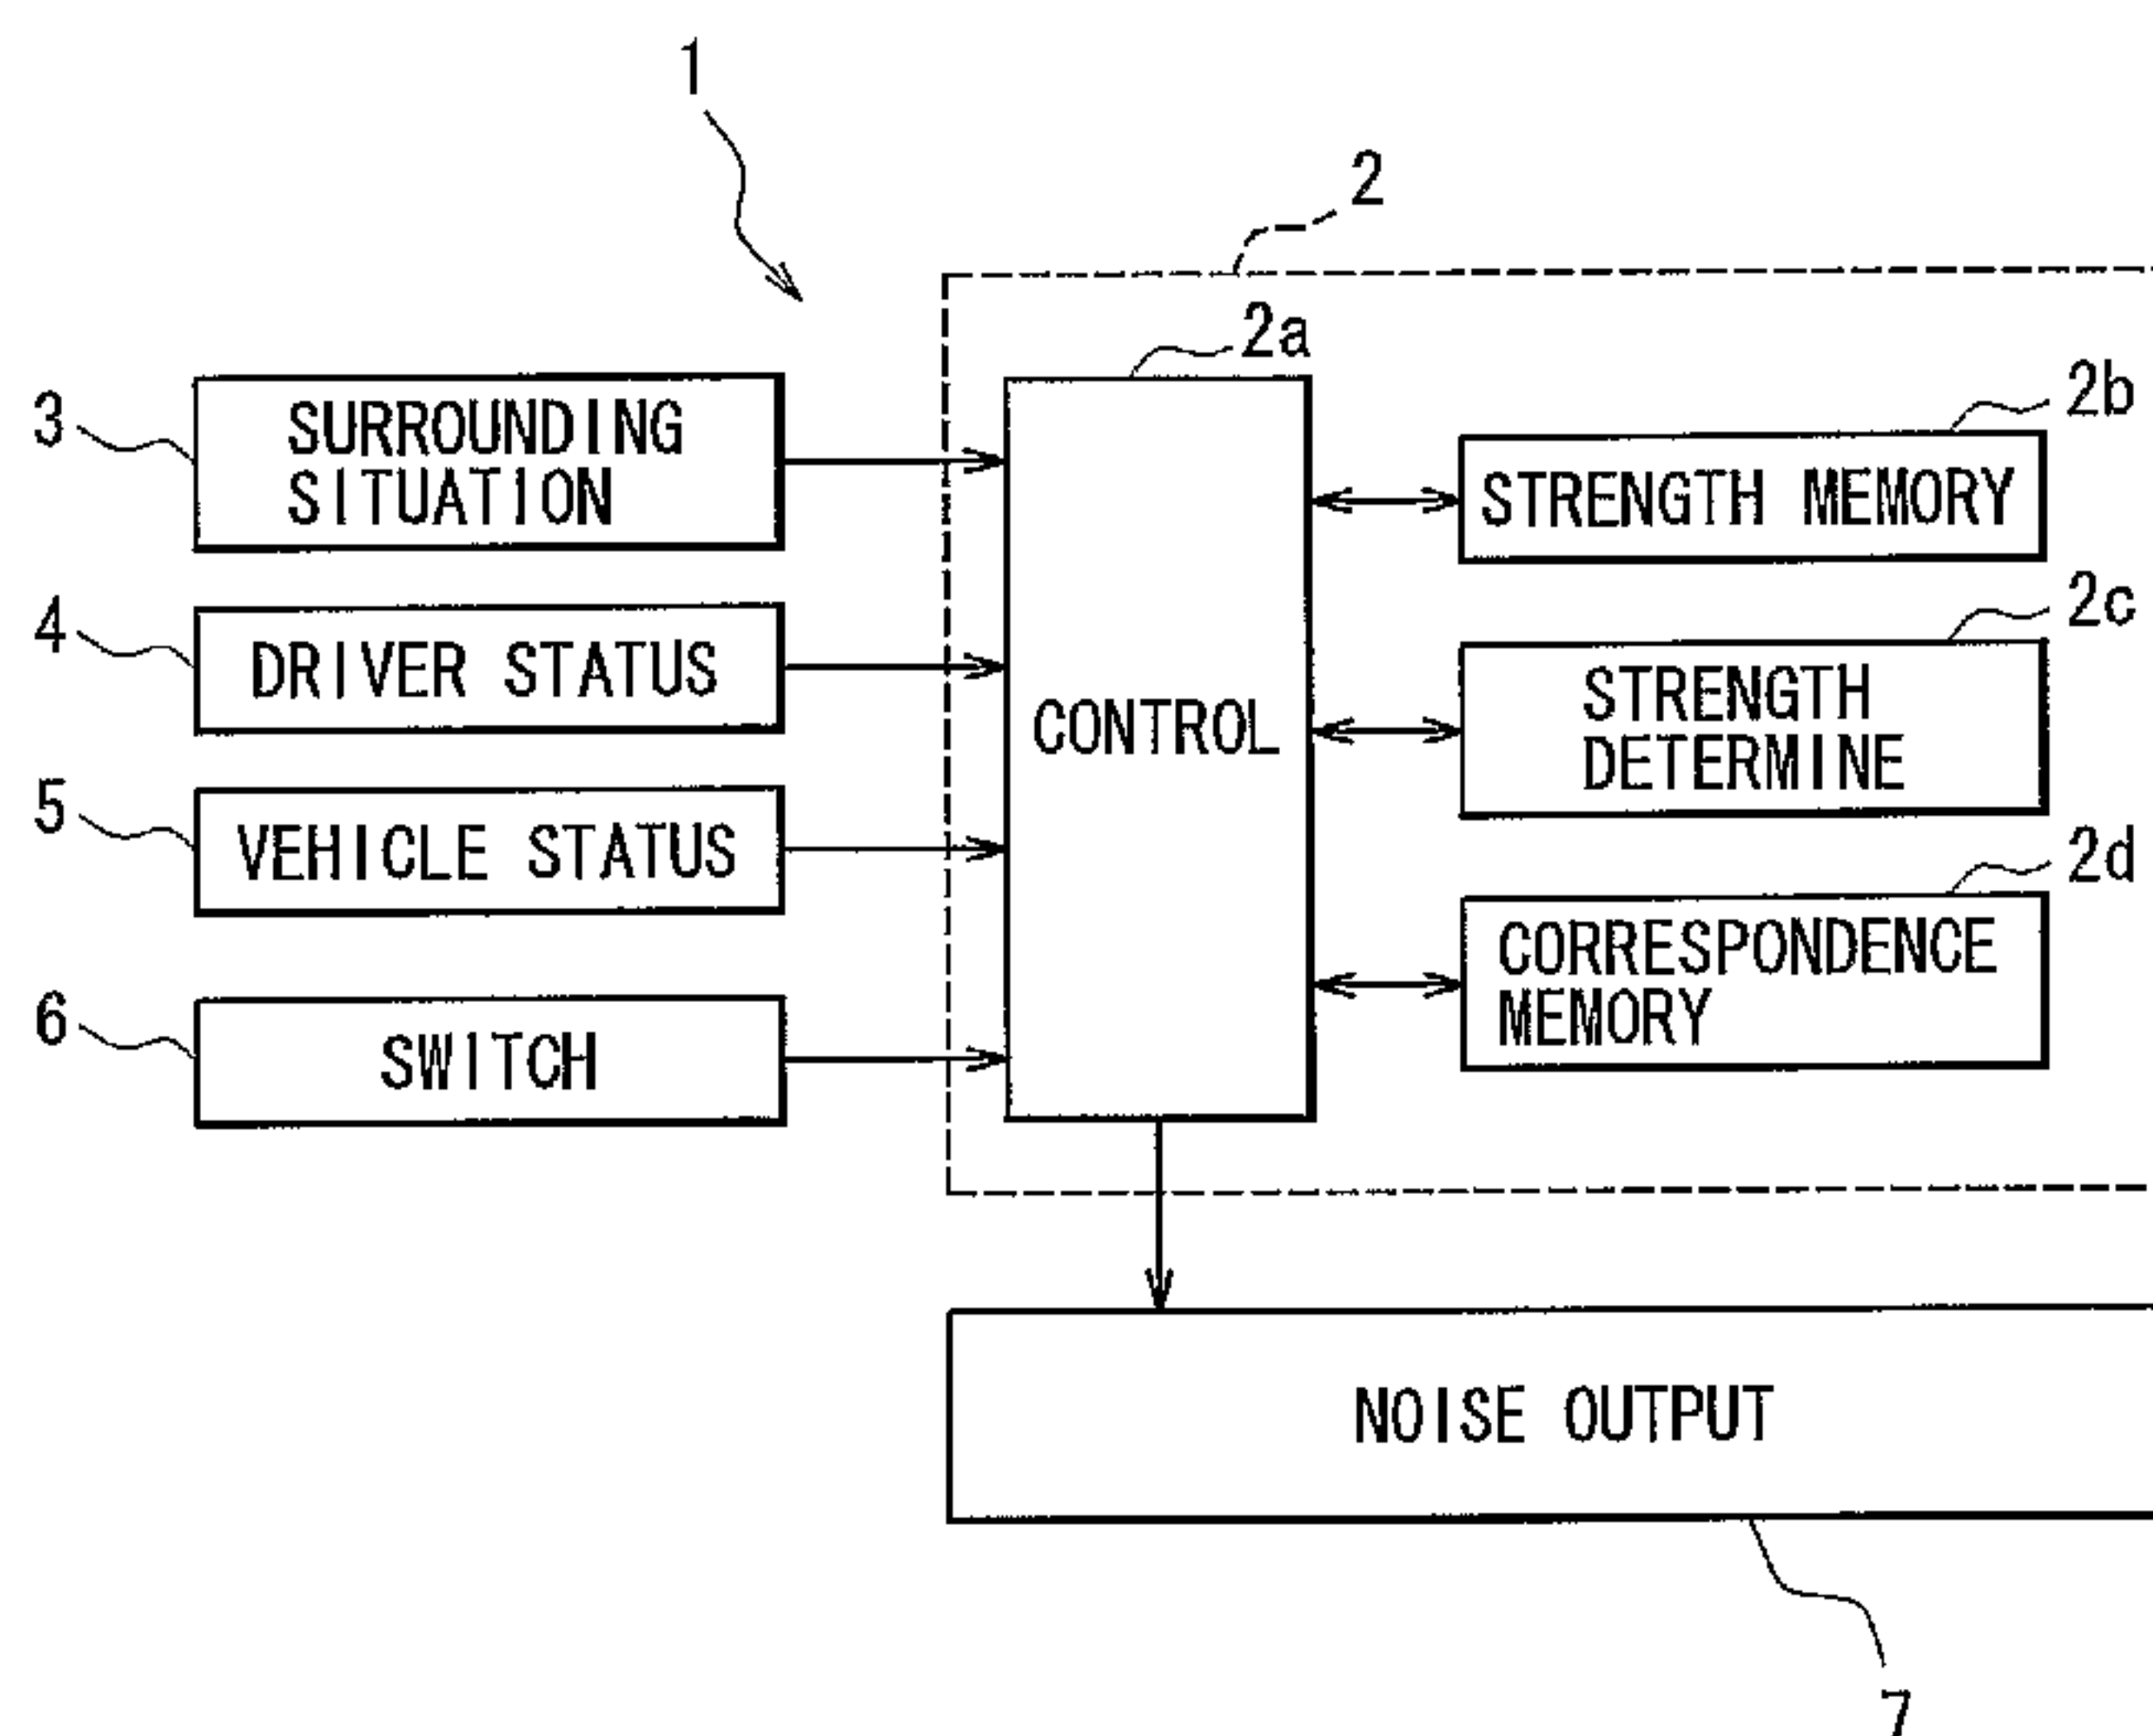 1
2
2a
3
SURROUNDING
SITUATION
2b
STRENGTH MEMORY
4
DRIVER STATUS
2c
STRENGTH
DETERMINE
CONTROL
5
VEHICLE STATUS
2d
CORRESPONDENCE
MEMORY
6
SWITCH
NOISE OUTPUT
7